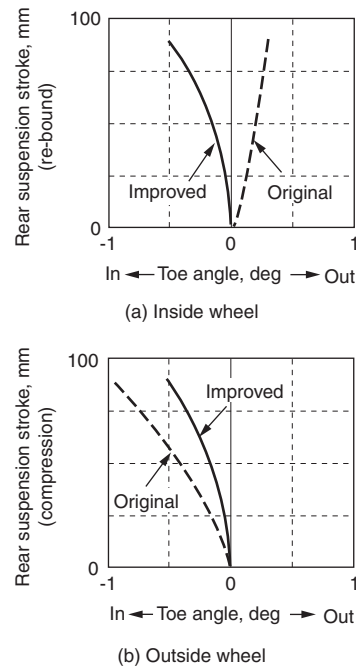 Rear suspension stroke, mm
(re-bound)
100
0
Improved
Original
-1
0
1
In
Toe angle, deg
Out
(a) Inside wheel
Rear suspension stroke, mm
(compression)
100
0
Improved
Original
-1
0
1
In
Toe angle, deg
Out
(b) Outside wheel